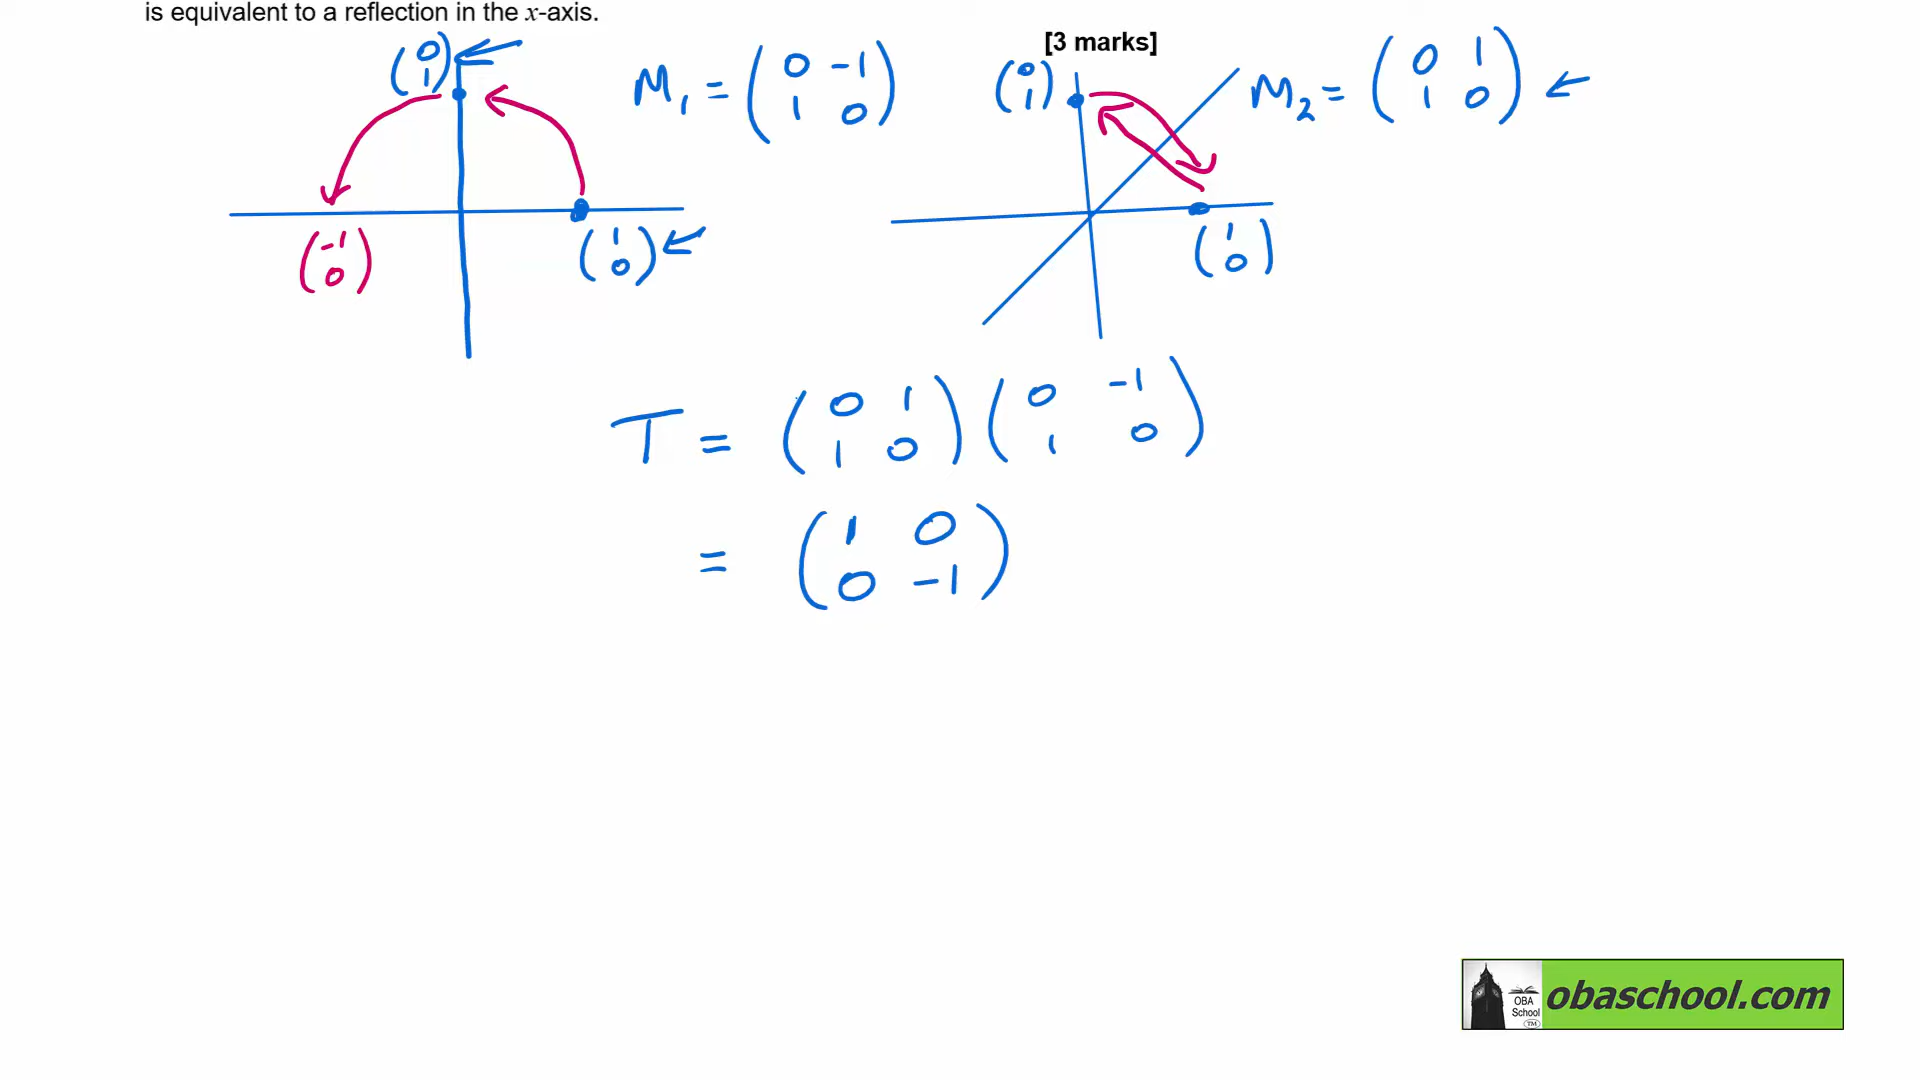 is equivalent to a reflection in the x-axis.
[3 marks]
(0
1)
M₁ = (0 -1
1 0)
(0
1)
M₂ = (0 1
1 0)
(-1
0)
(1
0)
(1
0)
T = (0 1
1 0) (0 -1
1 0)
= (1 0
0 -1)
OBA
School
TM
obaschool.com